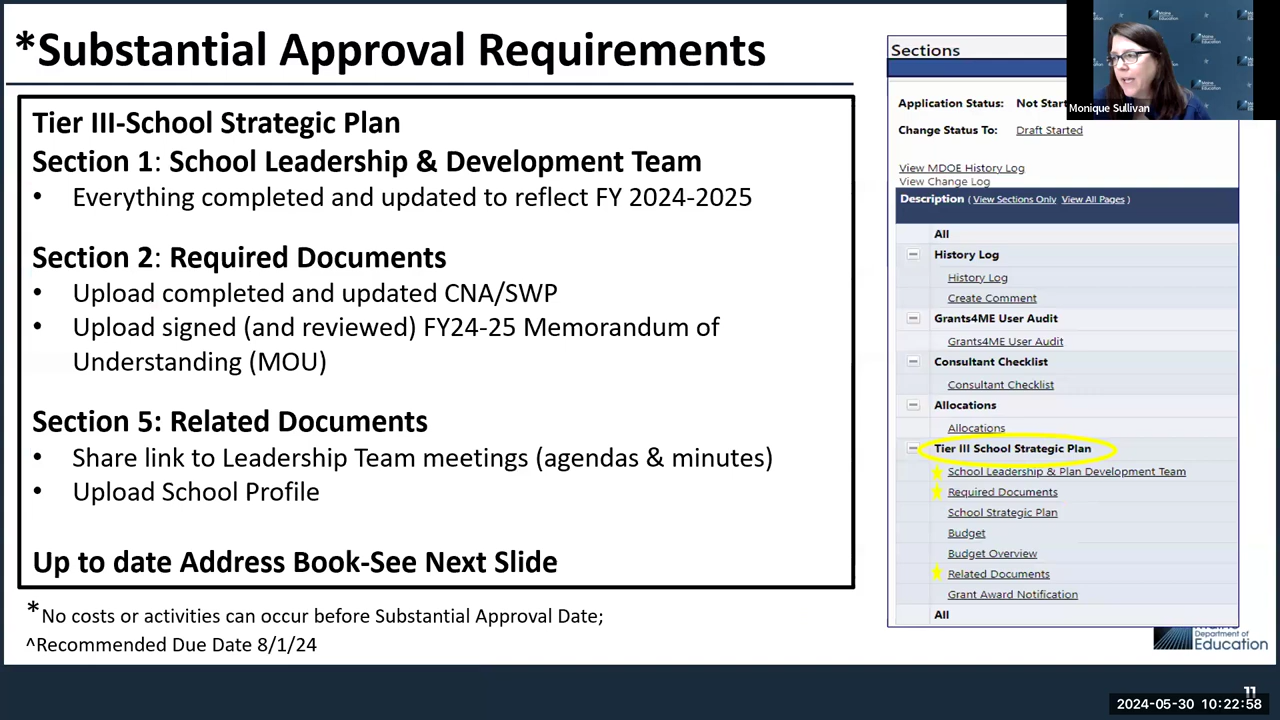 *Substantial Approval Requirements
Tier III-School Strategic Plan
Section 1: School Leadership & Development Team
• Everything completed and updated to reflect FY 2024-2025
Section 2: Required Documents
• Upload completed and updated CNA/SWP
• Upload signed (and reviewed) FY24-25 Memorandum of
Understanding (MOU)
Section 5: Related Documents
• Share link to Leadership Team meetings (agendas & minutes)
• Upload School Profile
Up to date Address Book-See Next Slide
*No costs or activities can occur before Substantial Approval Date;
^Recommended Due Date 8/1/24
Sections
Application Status: Not Start
Change Status To: Draft Started
View MDOE History Log
View Change Log
Description ( View Sections Only View All Pages )
All
History Log
History Log
Create Comment
Grants4ME User Audit
Grants4ME User Audit
Consultant Checklist
Consultant Checklist
Allocations
Allocations
Tier III School Strategic Plan
School Leadership & Plan Development Team
Required Documents
School Strategic Plan
Budget
Budget Overview
Related Documents
Grant Award Notification
All
Monique Sullivan
Maine
Department of
Education
11
2024-05-30 10:22:58